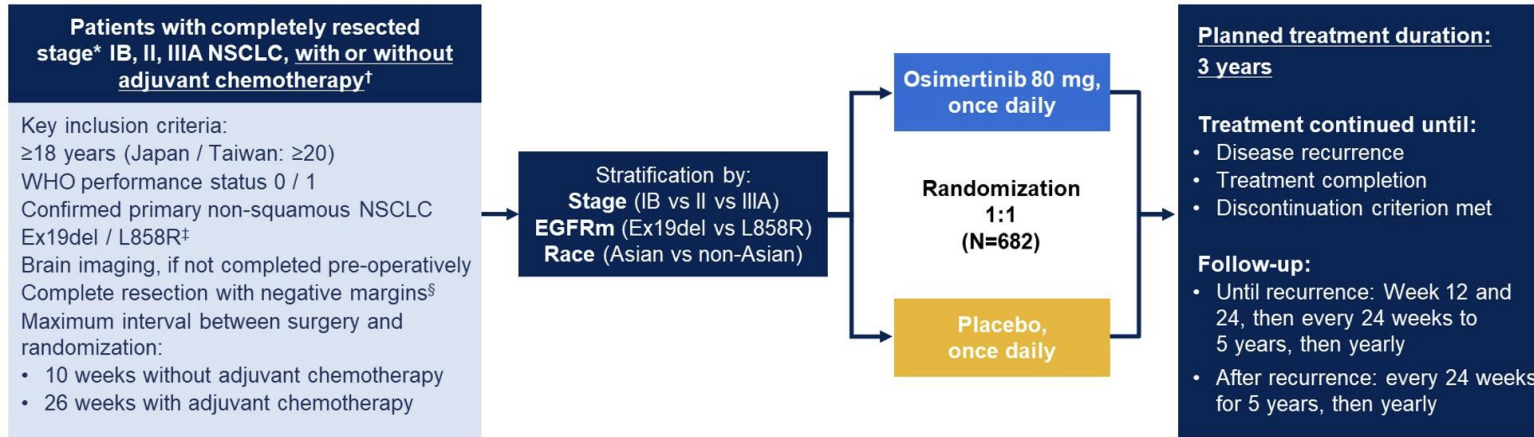 Patients with completely resected
stage* IB, II, IIIA NSCLC, with or without
adjuvant chemotherapy†
Key inclusion criteria:
≥18 years (Japan / Taiwan: ≥20)
WHO performance status 0 / 1
Confirmed primary non-squamous NSCLC
Ex19del / L858R‡
Brain imaging, if not completed pre-operatively
Complete resection with negative margins§
Maximum interval between surgery and
randomization:
• 10 weeks without adjuvant chemotherapy
• 26 weeks with adjuvant chemotherapy
Stratification by:
Stage (IB vs II vs IIIA)
EGFRm (Ex19del vs L858R)
Race (Asian vs non-Asian)
Osimertinib 80 mg,
once daily
Randomization
1:1
(N=682)
Placebo,
once daily
Planned treatment duration:
3 years
Treatment continued until:
• Disease recurrence
• Treatment completion
• Discontinuation criterion met
Follow-up:
• Until recurrence: Week 12 and
24, then every 24 weeks to
5 years, then yearly
• After recurrence: every 24 weeks
for 5 years, then yearly